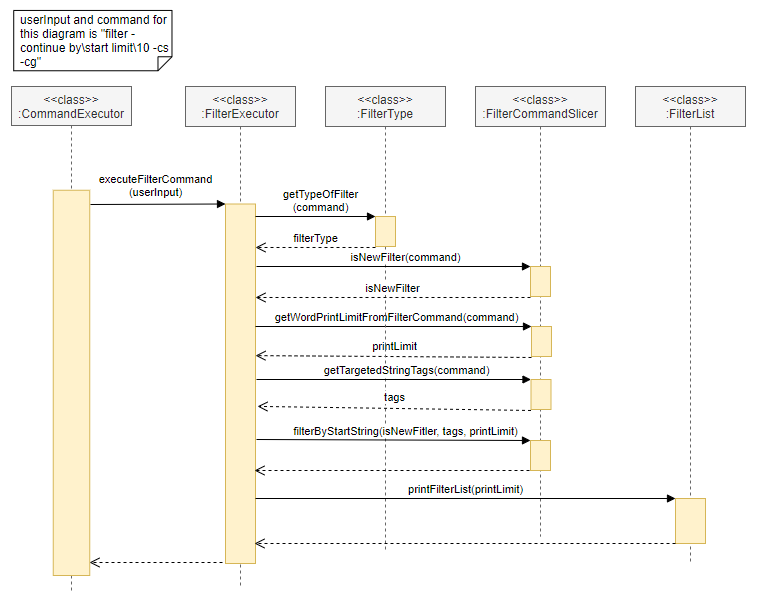 userInput and command for
this diagram is "filter -
continue by\start limit\10 -cs
-cg"
<<class>>
:CommandExecutor
<<class>>
:FilterExecutor
<<class>>
:FilterType
<<class>>
:FilterCommandSlicer
<<class>>
:FilterList
executeFilterCommand
(userInput)
getTypeOfFilter
(command)
filterType
isNewFilter(command)
isNewFilter
getWordPrintLimitFromFilterCommand(command)
printLimit
getTargetedStringTags(command)
tags
filterByStartString(isNewFitler, tags, printLimit)
printFilterList(printLimit)